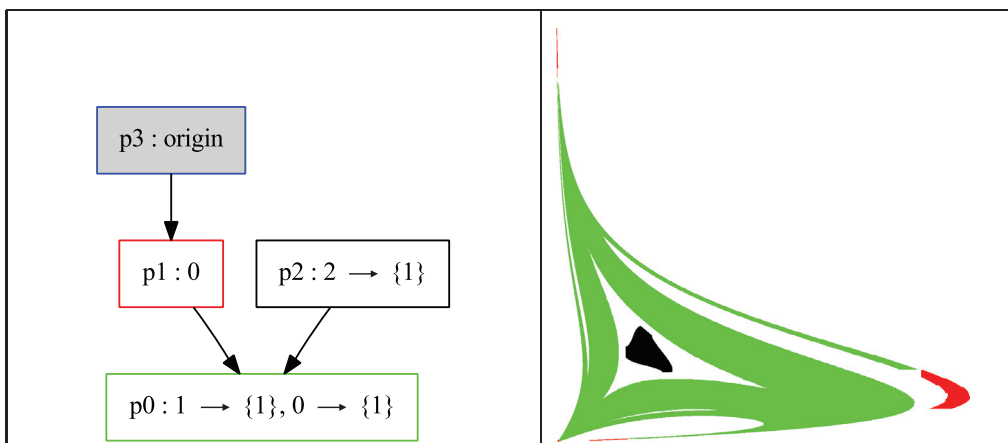 p3 : origin
p1 : 0
p2 : 2 → {1}
p0 : 1 → {1}, 0 → {1}